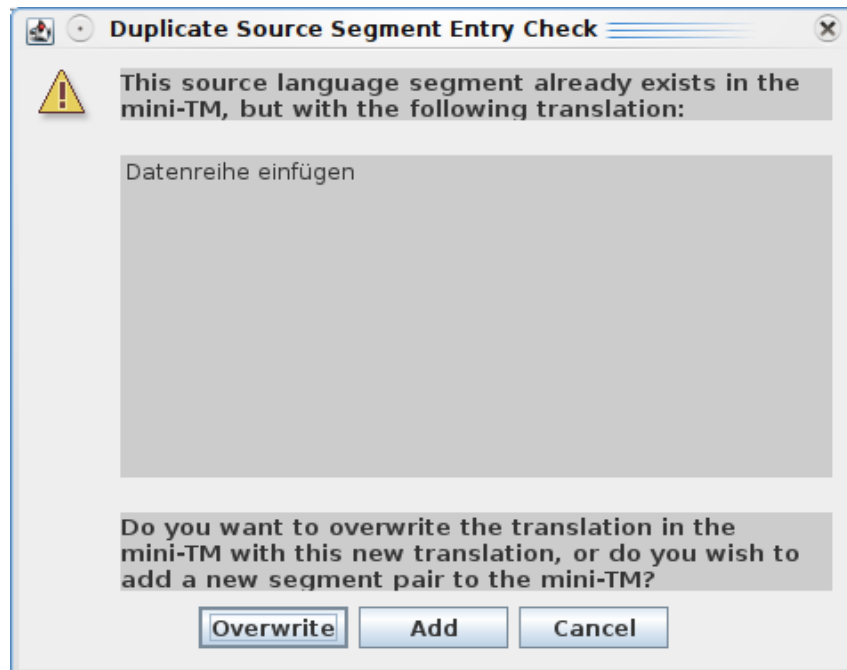 Duplicate Source Segment Entry Check
This source language segment already exists in the
mini-TM, but with the following translation:
Datenreihe einfügen
Do you want to overwrite the translation in the
mini-TM with this new translation, or do you wish to
add a new segment pair to the mini-TM?
Overwrite Add Cancel